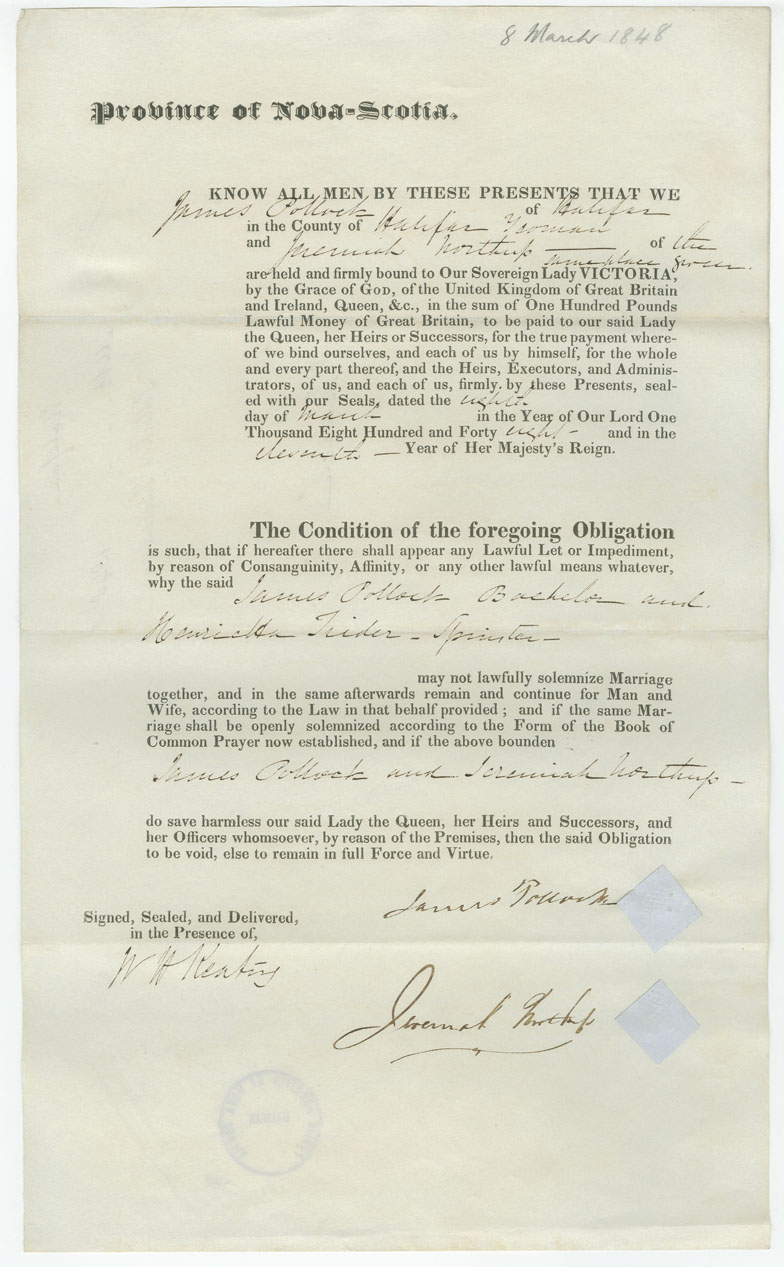 8 March 1848
Province of Nova-Scotia.
KNOW ALL MEN BY THESE PRESENTS THAT WE
James Pollock of Halifax
in the County of Halifax Yeoman
and Jeremiah Northup of the
same place grocer.
are held and firmly bound to Our Sovereign Lady VICTORIA,
by the Grace of GOD, of the United Kingdom of Great Britain
and Ireland, Queen, &c., in the sum of One Hundred Pounds
Lawful Money of Great Britain, to be paid to our said Lady
the Queen, her Heirs or Successors, for the true payment where-
of we bind ourselves, and each of us by himself, for the whole
and every part thereof, and the Heirs, Executors, and Adminis-
trators, of us, and each of us, firmly. by these Presents, seal-
ed with our Seals, dated the eighth
day of March in the Year of Our Lord One
Thousand Eight Hundred and Forty eight - and in the
eleventh — Year of Her Majesty's Reign.
The Condition of the foregoing Obligation
is such, that if hereafter there shall appear any Lawful Let or Impediment,
by reason of Consanguinity, Affinity, or any other lawful means whatever,
why the said James Pollock Bachelor and
Henrietta - Spinster -
may not lawfully solemnize Marriage
together, and in the same afterwards remain and continue for Man and
Wife, according to the Law in that behalf provided; and if the same Mar-
riage shall be openly solemnized according to the Form of the Book of
Common Prayer now established, and if the above bounden
James Pollock and Jeremiah Northup -
do save harmless our said Lady the Queen, her Heirs and Successors, and
her Officers whomsoever, by reason of the Premises, then the said Obligation
to be void, else to remain in full Force and Virtue.
James Pollock
Signed, Sealed, and Delivered,
in the Presence of,
W H Keating
Jeremiah Northup